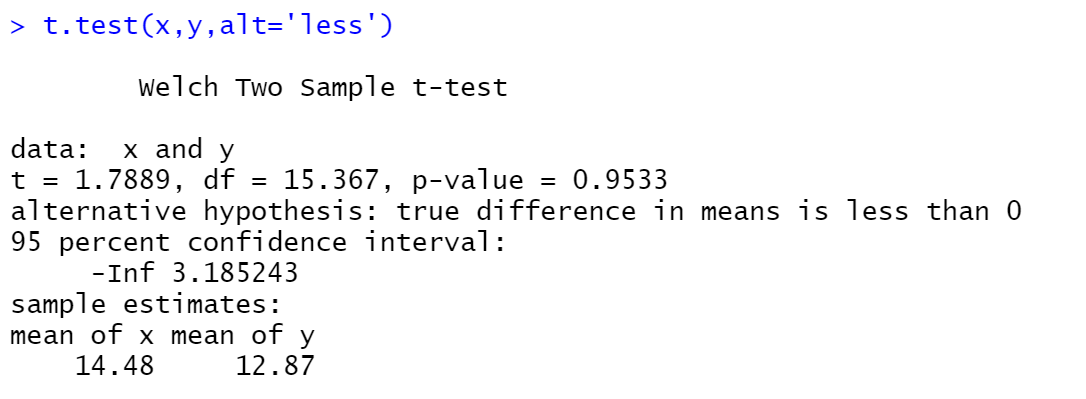 > t.test(x,y,alt='less')
Welch Two Sample t-test
data:  x and y
t = 1.7889, df = 15.367, p-value = 0.9533
alternative hypothesis: true difference in means is less than 0
95 percent confidence interval:
-Inf 3.185243
sample estimates:
mean of x mean of y
14.48     12.87